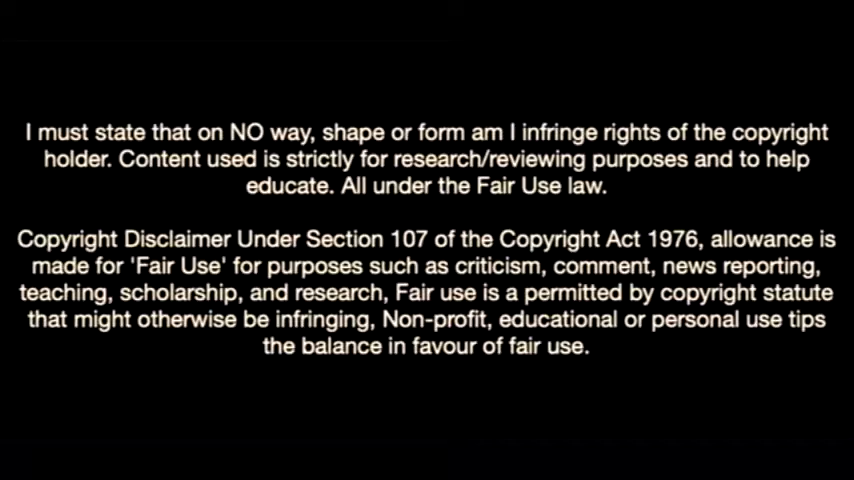 I must state that on NO way, shape or form am I infringe rights of the copyright
holder. Content used is strictly for research/reviewing purposes and to help
educate. All under the Fair Use law.
Copyright Disclaimer Under Section 107 of the Copyright Act 1976, allowance is
made for 'Fair Use' for purposes such as criticism, comment, news reporting,
teaching, scholarship, and research, Fair use is a permitted by copyright statute
that might otherwise be infringing, Non-profit, educational or personal use tips
the balance in favour of fair use.